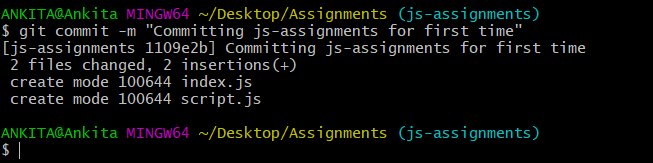 ANKITA@Ankita MINGW64 ~/Desktop/Assignments (js-assignments)
$ git commit -m "Committing js-assignments for first time"
[js-assignments 1109e2b] Committing js-assignments for first time
 2 files changed, 2 insertions(+)
 create mode 100644 index.js
 create mode 100644 script.js

ANKITA@Ankita MINGW64 ~/Desktop/Assignments (js-assignments)
$